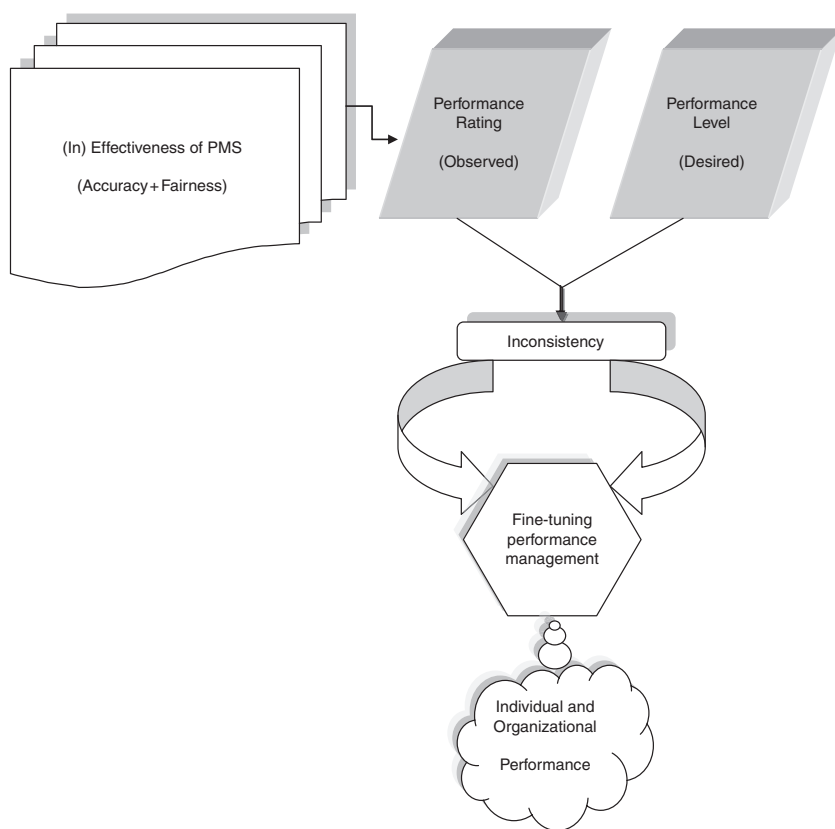 (In) Effectiveness of PMS
(Accuracy+Fairness)
Performance
Rating
(Observed)
Performance
Level
(Desired)
Inconsistency
Fine-tuning
performance
management
Individual and
Organizational
Performance